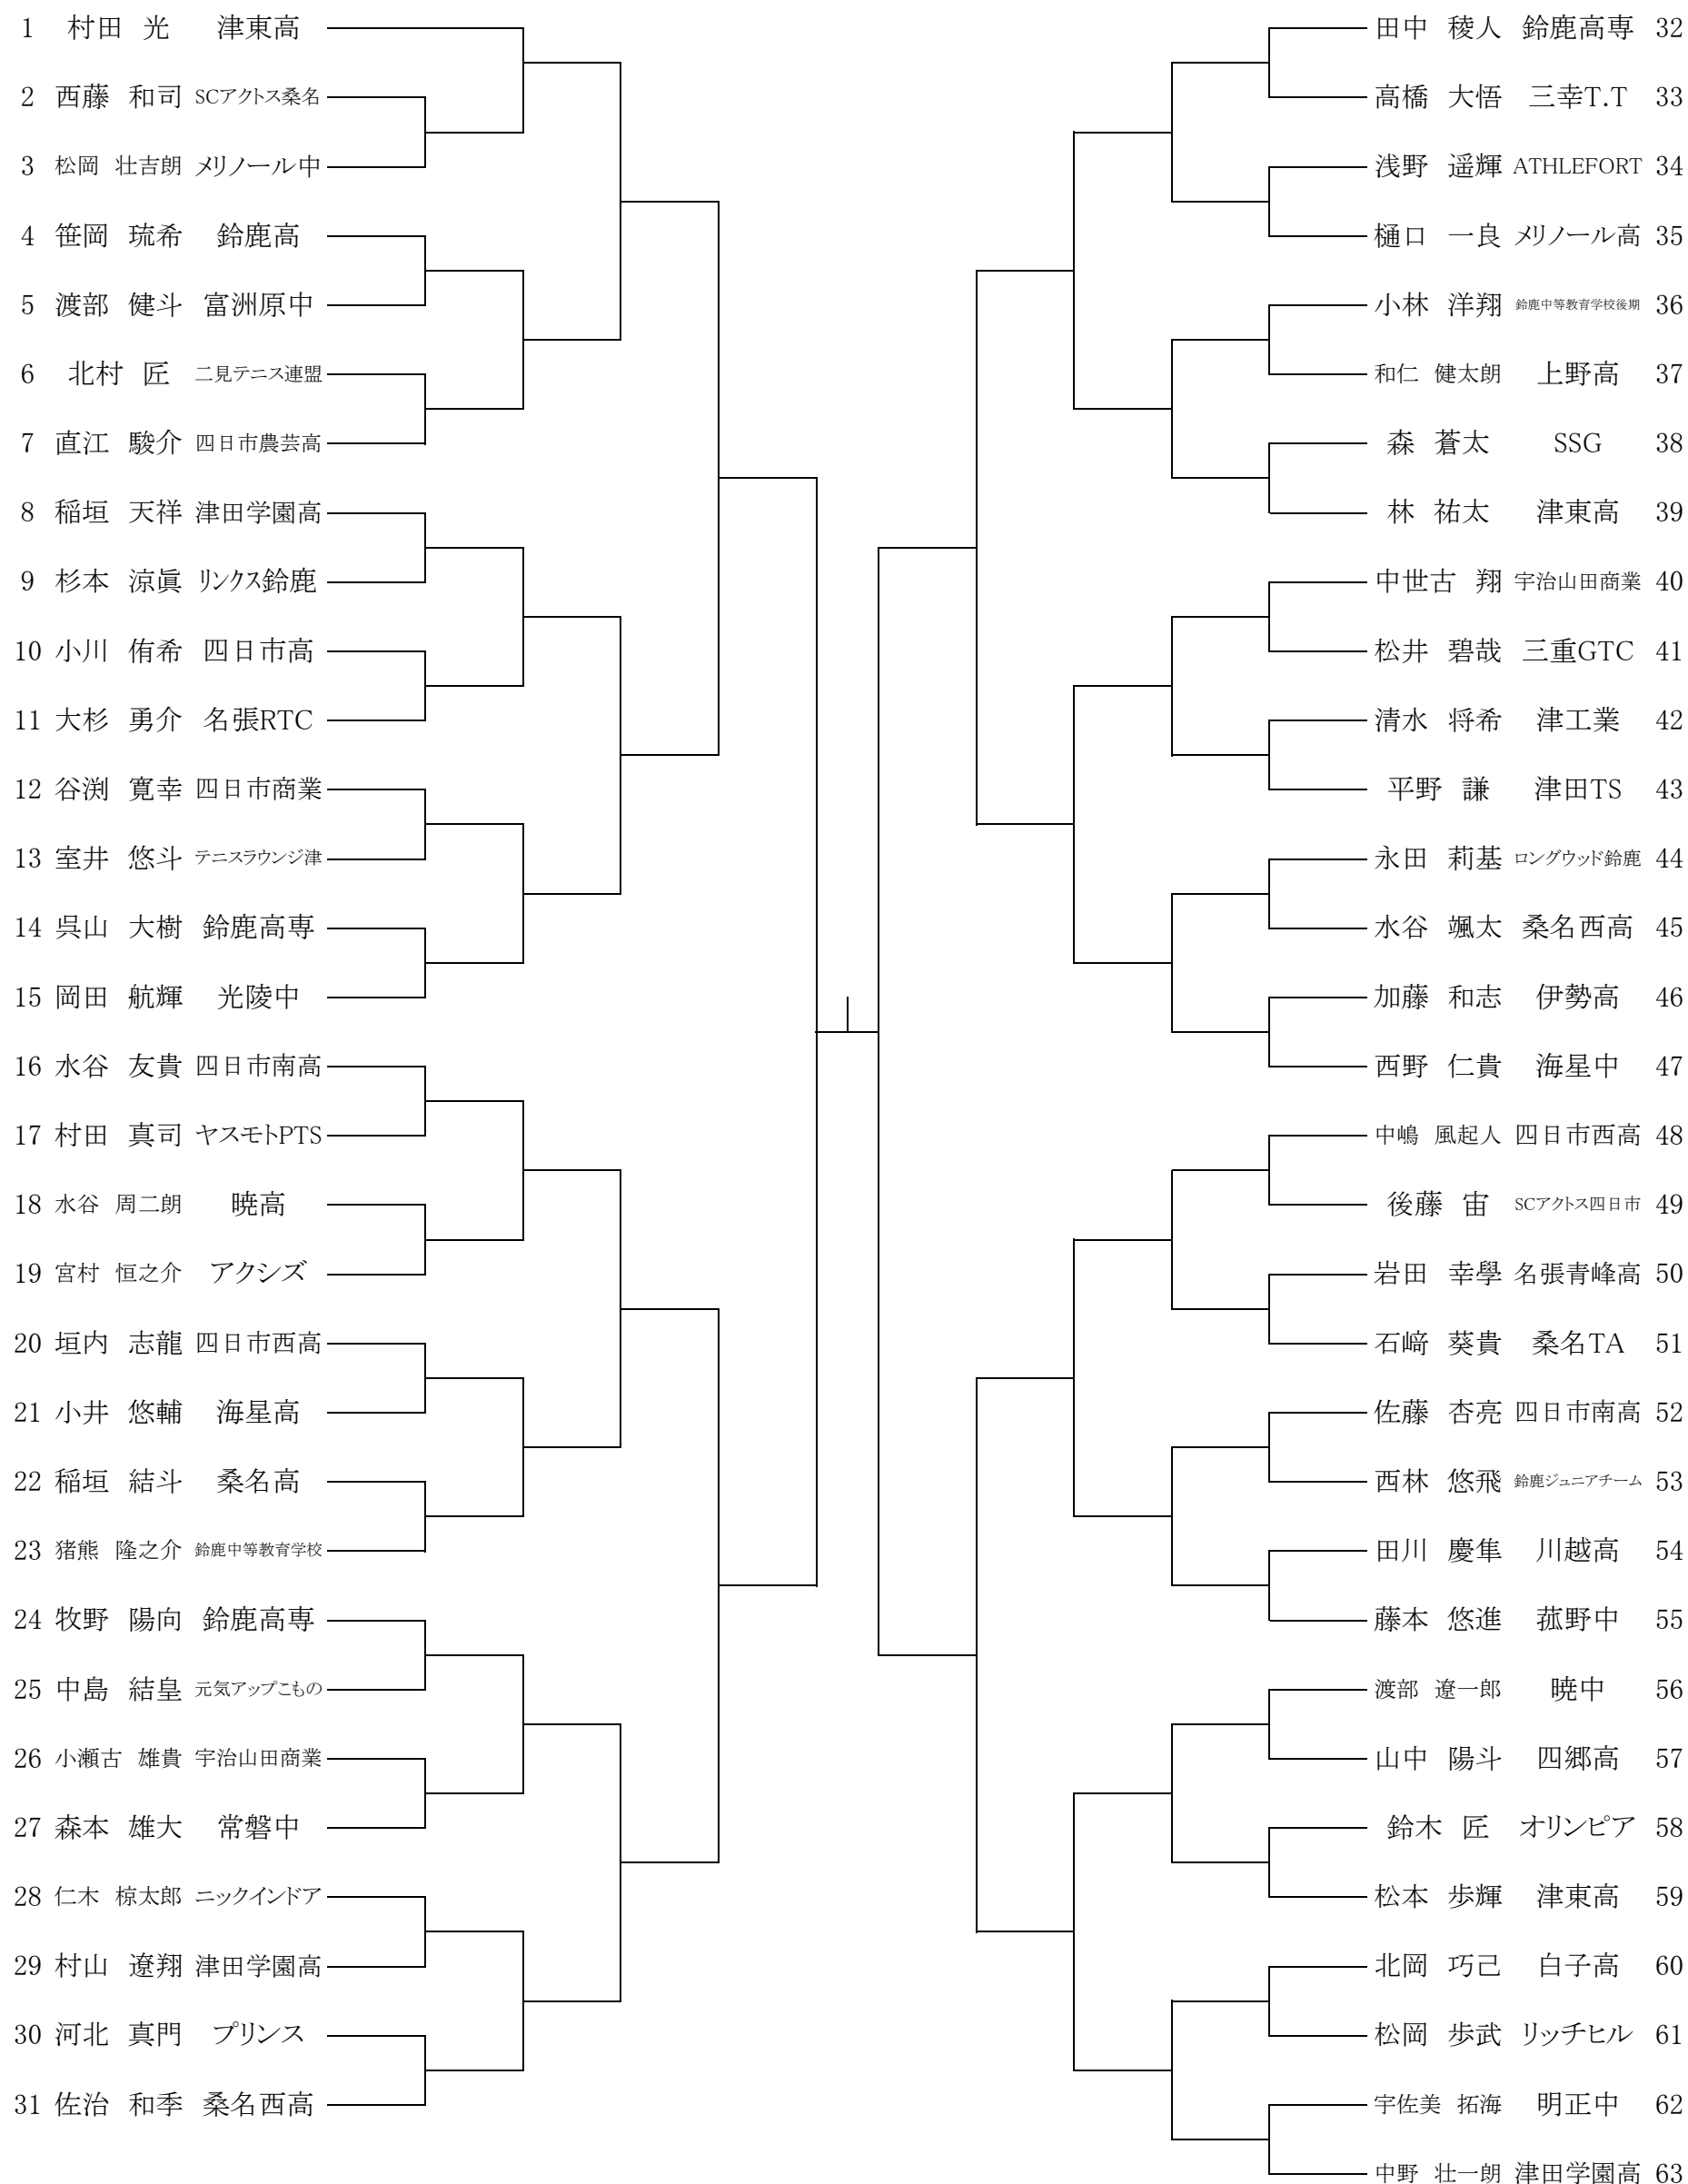 1 村田 光 津東高
2 西藤 和司 SCアクトス桑名
3 松岡 壮吉朗 メリノール中
4 笹岡 琉希 鈴鹿高
5 渡部 健斗 富洲原中
6 北村 匠 二見テニス連盟
7 直江 駿介 四日市農芸高
8 稲垣 天祥 津田学園高
9 杉本 涼眞 リンクス鈴鹿
10 小川 侑希 四日市高
11 大杉 勇介 名張RTC
12 谷渕 寛幸 四日市商業
13 室井 悠斗 テニスラウンジ津
14 呉山 大樹 鈴鹿高専
15 岡田 航輝 光陵中
16 水谷 友貴 四日市南高
17 村田 真司 ヤスモトPTS
18 水谷 周二朗 暁高
19 宮村 恒之介 アクシズ
20 垣内 志龍 四日市西高
21 小井 悠輔 海星高
22 稲垣 結斗 桑名高
23 猪熊 隆之介 鈴鹿中等教育学校
24 牧野 陽向 鈴鹿高専
25 中島 結皇 元気アップこもの
26 小瀬古 雄貴 宇治山田商業
27 森本 雄大 常磐中
28 仁木 椋太郎 ニックインドア
29 村山 遼翔 津田学園高
30 河北 真門 プリンス
31 佐治 和季 桑名西高
田中 稜人 鈴鹿高専 32
高橋 大悟 三幸T.T 33
浅野 遥輝 ATHLEFORT 34
樋口 一良 メリノール高 35
小林 洋翔 鈴鹿中等教育学校後期 36
和仁 健太朗 上野高 37
森 蒼太 SSG 38
林 祐太 津東高 39
中世古 翔 宇治山田商業 40
松井 碧哉 三重GTC 41
清水 将希 津工業 42
平野 謙 津田TS 43
永田 莉基 ロングウッド鈴鹿 44
水谷 颯太 桑名西高 45
加藤 和志 伊勢高 46
西野 仁貴 海星中 47
中嶋 風起人 四日市西高 48
後藤 宙 SCアクトス四日市 49
岩田 幸學 名張青峰高 50
石﨑 葵貴 桑名TA 51
佐藤 杏亮 四日市南高 52
西林 悠飛 鈴鹿ジュニアチーム 53
田川 慶隼 川越高 54
藤本 悠進 菰野中 55
渡部 遼一郎 暁中 56
山中 陽斗 四郷高 57
鈴木 匠 オリンピア 58
松本 歩輝 津東高 59
北岡 巧己 白子高 60
松岡 歩武 リッチヒル 61
宇佐美 拓海 明正中 62
中野 壮一朗 津田学園高 63